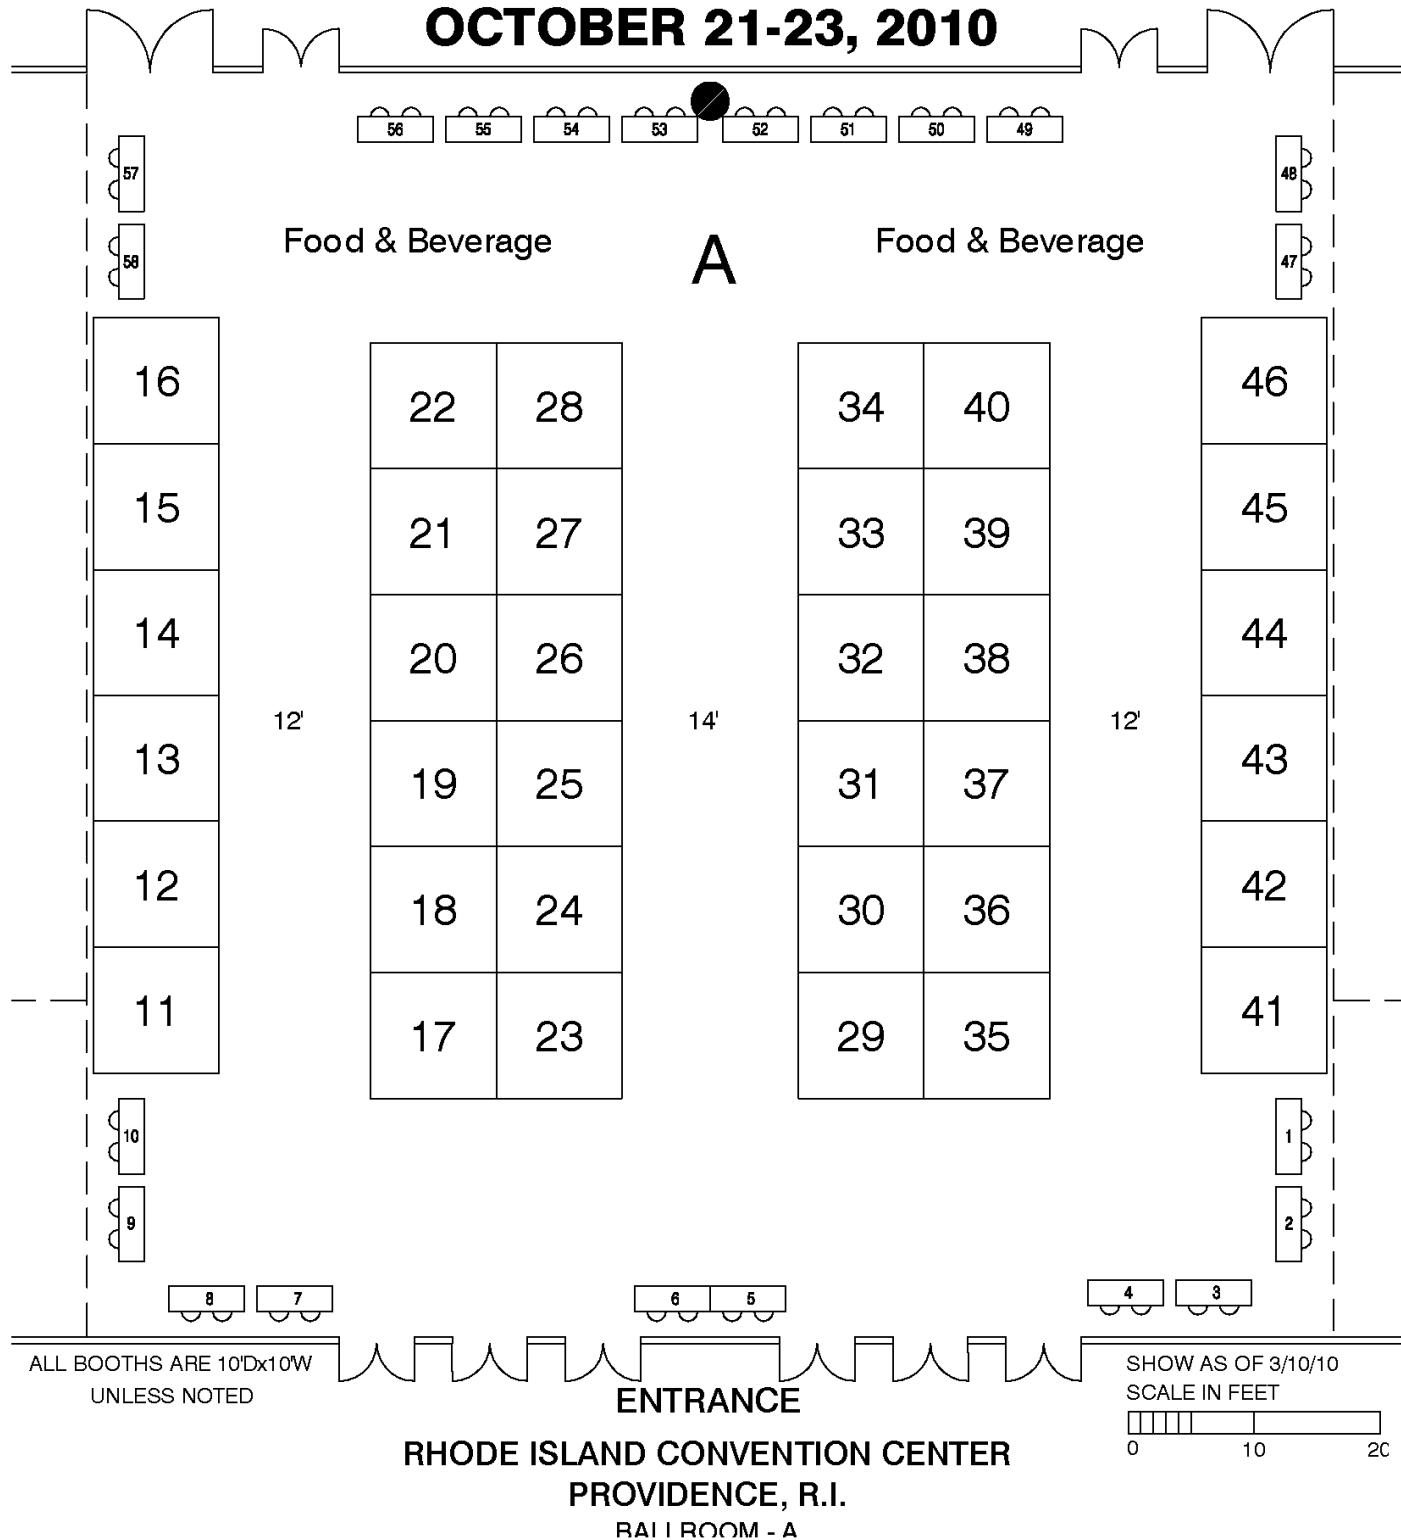 OCTOBER 21-23, 2010
56 55 54 53 52 51 50 49
57 48
58 47
Food & Beverage A Food & Beverage
16 46
22 28 34 40
15 45
21 27 33 39
14 44
20 26 32 38
12' 14' 12'
13 43
19 25 31 37
12 42
18 24 30 36
11 41
17 23 29 35
10 1
9 2
8 7 6 5 4 3
ALL BOOTHS ARE 10'Dx10'W
UNLESS NOTED
SHOW AS OF 3/10/10
SCALE IN FEET
0 10 20
ENTRANCE
RHODE ISLAND CONVENTION CENTER
PROVIDENCE, R.I.
BALLROOM - A